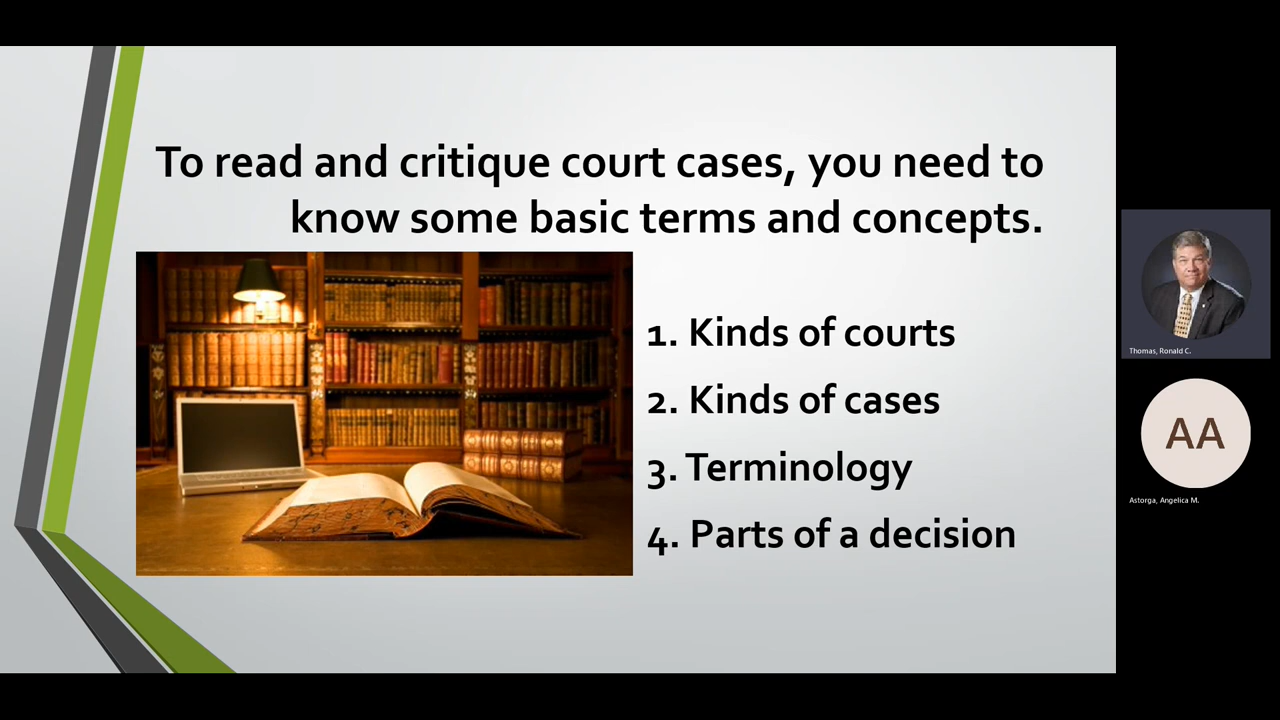 To read and critique court cases, you need to
know some basic terms and concepts.
1. Kinds of courts
2. Kinds of cases
3. Terminology
4. Parts of a decision
Thomas, Ronald C.
AA
Astorga, Angelica M.